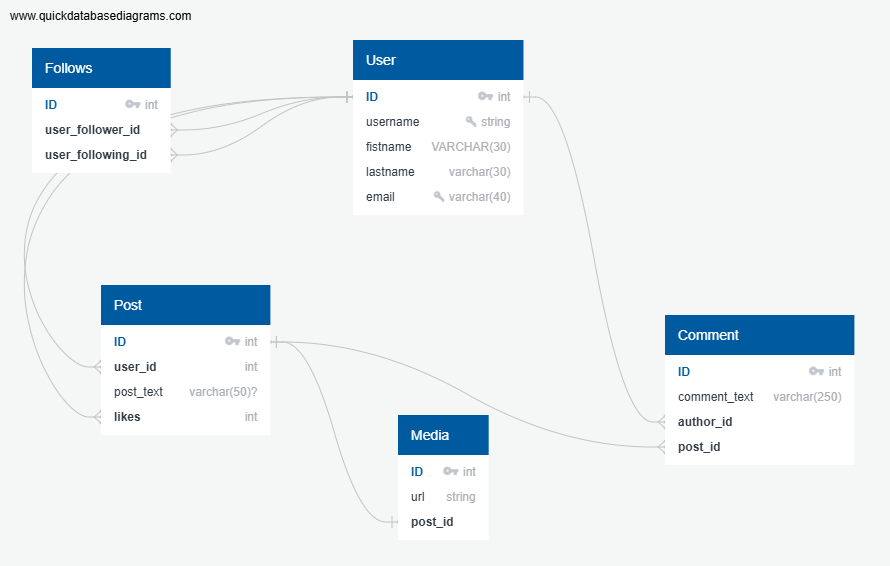 www.quickdatabasediagrams.com
Follows
ID int
user_follower_id
user_following_id
User
ID int
username string
fistname VARCHAR(30)
lastname varchar(30)
email varchar(40)
Post
ID int
user_id int
post_text varchar(50)?
likes int
Media
ID int
url string
post_id
Comment
ID int
comment_text varchar(250)
author_id
post_id